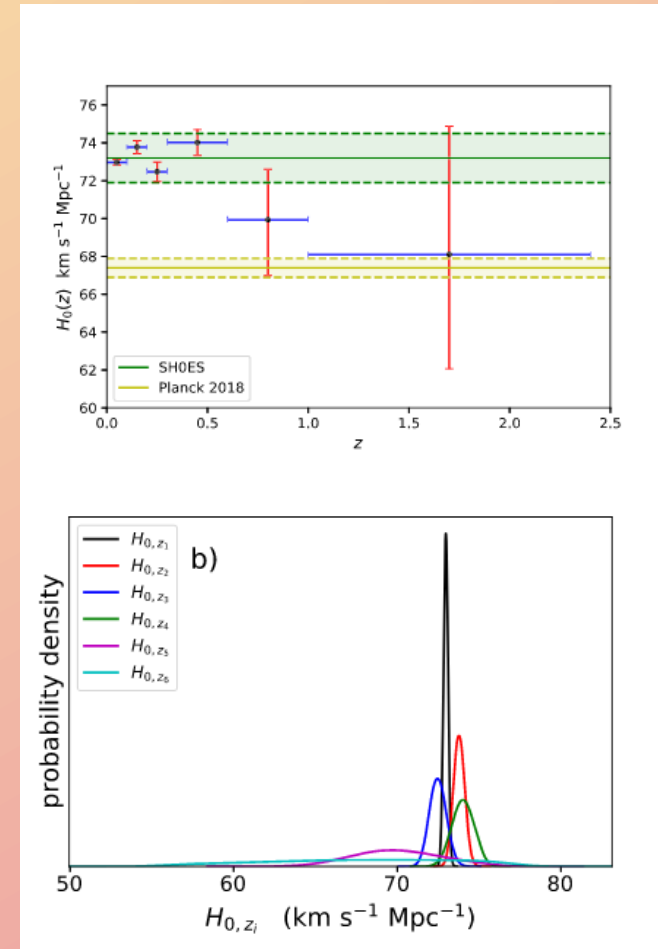 76
74
72
70
68
66
64
62
60
H₀(z) km s⁻¹ Mpc⁻¹
SH0ES
Planck 2018
0.0 0.5 1.0 1.5 2.0 2.5
z
H₀,z₁
H₀,z₂
H₀,z₃
H₀,z₄
H₀,z₅
H₀,z₆
b)
probability density
50 60 70 80
H₀,zᵢ (km s⁻¹ Mpc⁻¹)